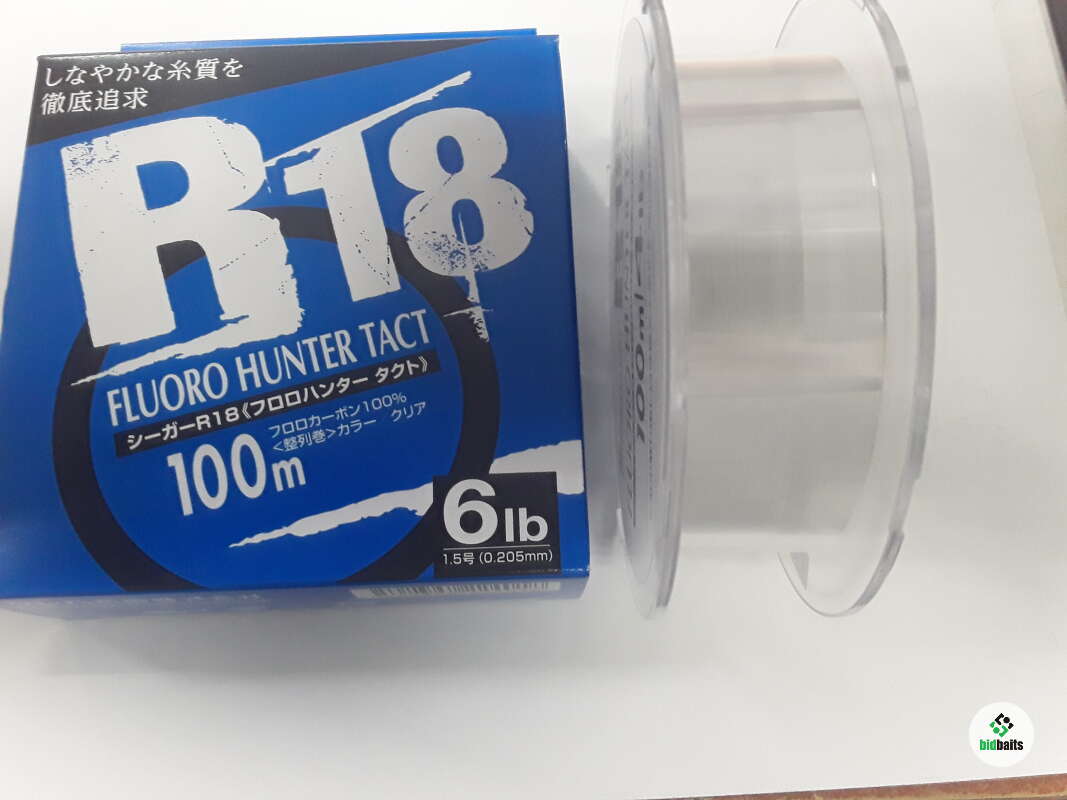 しなやかな糸質を
徹底追求
R18
FLUORO HUNTER TACT
シーガーR18《フロロハンター タクト》
フロロカーボン100%
<整列巻>カラー クリア
100m
6lb
1.5号 (0.205mm)
100m
bidbaits